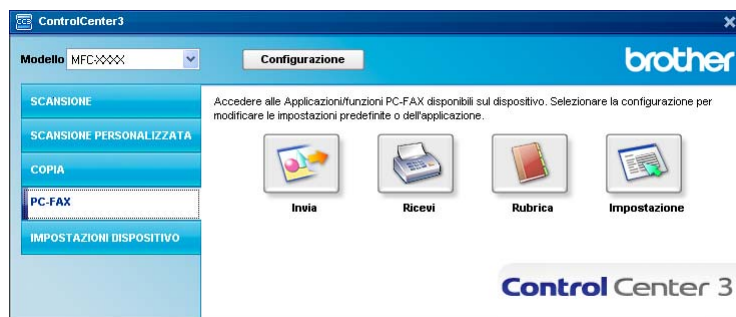 CC3 ControlCenter3
Modello MFC-XXXX Configurazione brother
SCANSIONE
SCANSIONE PERSONALIZZATA
COPIA
PC-FAX
IMPOSTAZIONI DISPOSITIVO
Accedere alle Applicazioni/funzioni PC-FAX disponibili sul dispositivo. Selezionare la configurazione per
modificare le impostazioni predefinite o dell'applicazione.
Invia Ricevi Rubrica Impostazione
Control Center 3